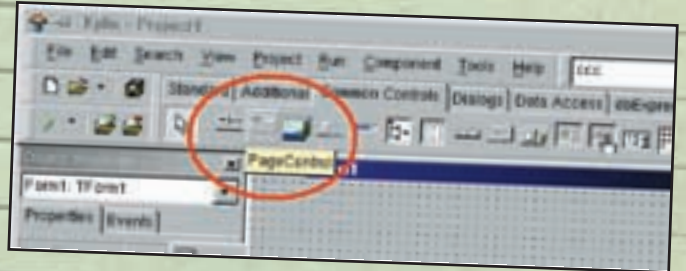 Kylix - Project1
File Edit Search View Project Run Component Tools Help
Standard Additional Common Controls Dialogs Data Access dbExpress
PageControl
Form1: TForm1
Properties Events